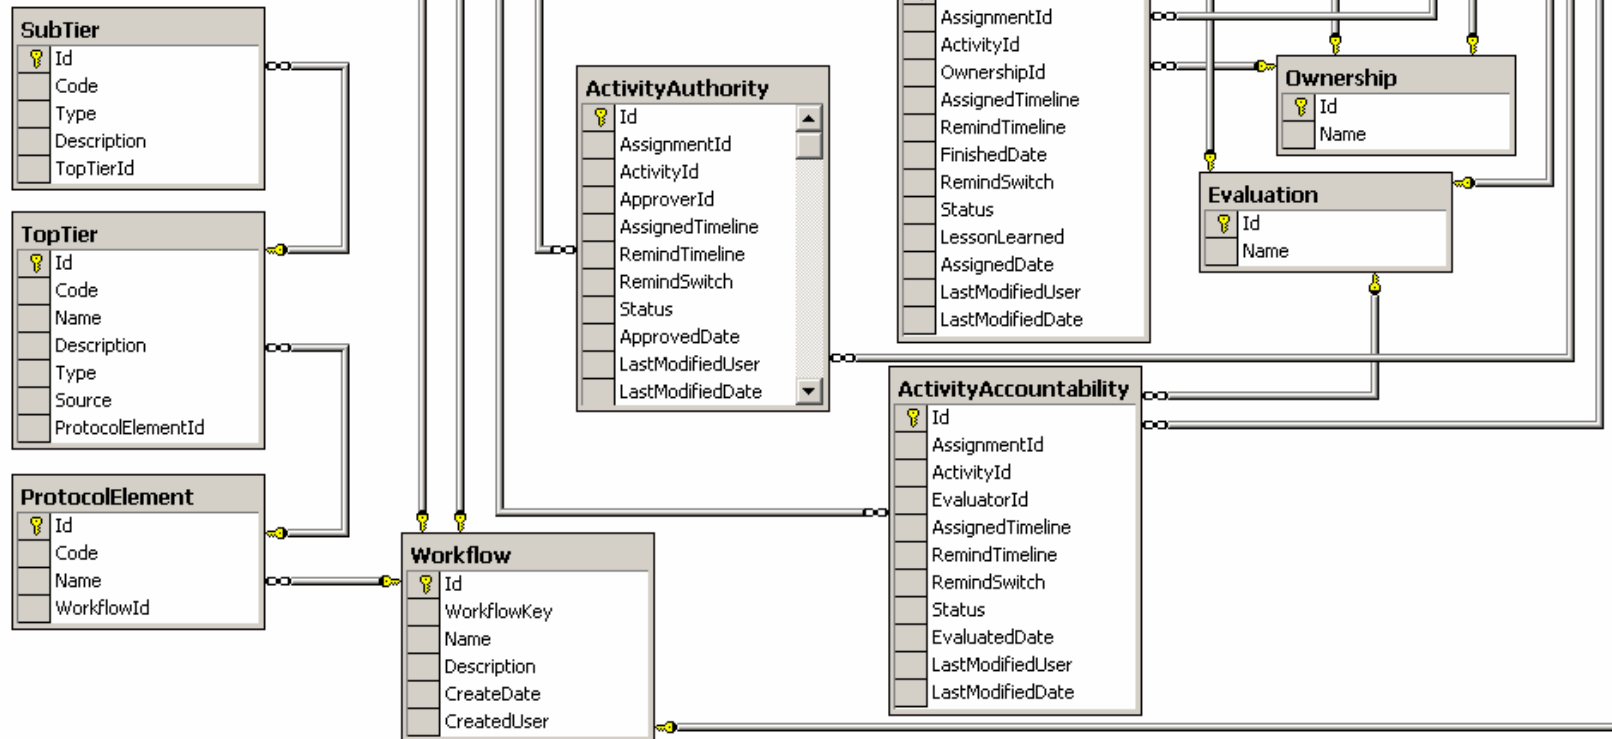 SubTier
Id
Code
Type
Description
TopTierId
TopTier
Id
Code
Name
Description
Type
Source
ProtocolElementId
ProtocolElement
Id
Code
Name
WorkflowId
Workflow
Id
WorkflowKey
Name
Description
CreateDate
CreatedUser
ActivityAuthority
Id
AssignmentId
ActivityId
ApproverId
AssignedTimeline
RemindTimeline
RemindSwitch
Status
ApprovedDate
LastModifiedUser
LastModifiedDate
AssignmentId
ActivityId
OwnershipId
AssignedTimeline
RemindTimeline
FinishedDate
RemindSwitch
Status
LessonLearned
AssignedDate
LastModifiedUser
LastModifiedDate
ActivityAccountability
Id
AssignmentId
ActivityId
EvaluatorId
AssignedTimeline
RemindTimeline
RemindSwitch
Status
EvaluatedDate
LastModifiedUser
LastModifiedDate
Ownership
Id
Name
Evaluation
Id
Name